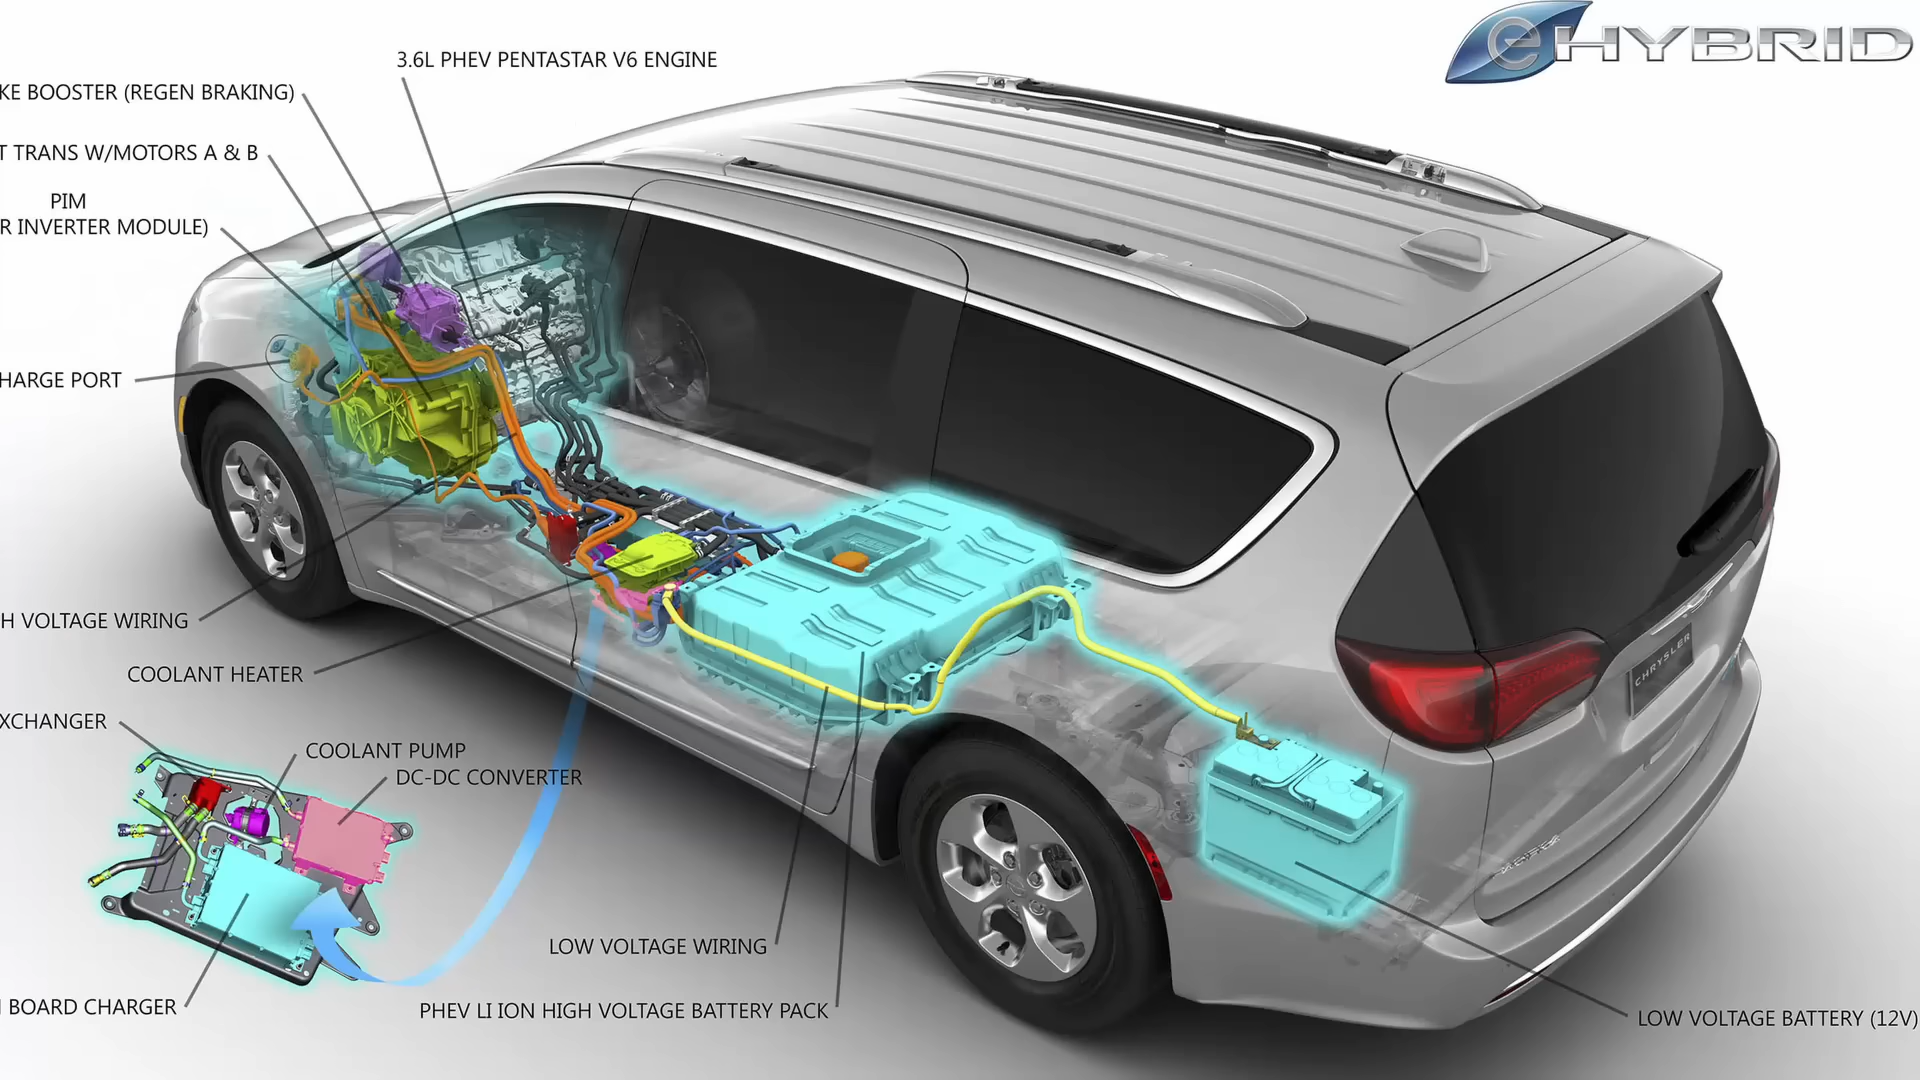 eHYBRID
3.6L PHEV PENTASTAR V6 ENGINE
KE BOOSTER (REGEN BRAKING)
T TRANS W/MOTORS A & B
PIM
R INVERTER MODULE)
HARGE PORT
H VOLTAGE WIRING
COOLANT HEATER
XCHANGER
COOLANT PUMP
DC-DC CONVERTER
CHRYSLER
LOW VOLTAGE WIRING
BOARD CHARGER
PHEV LI ION HIGH VOLTAGE BATTERY PACK
LOW VOLTAGE BATTERY (12V)